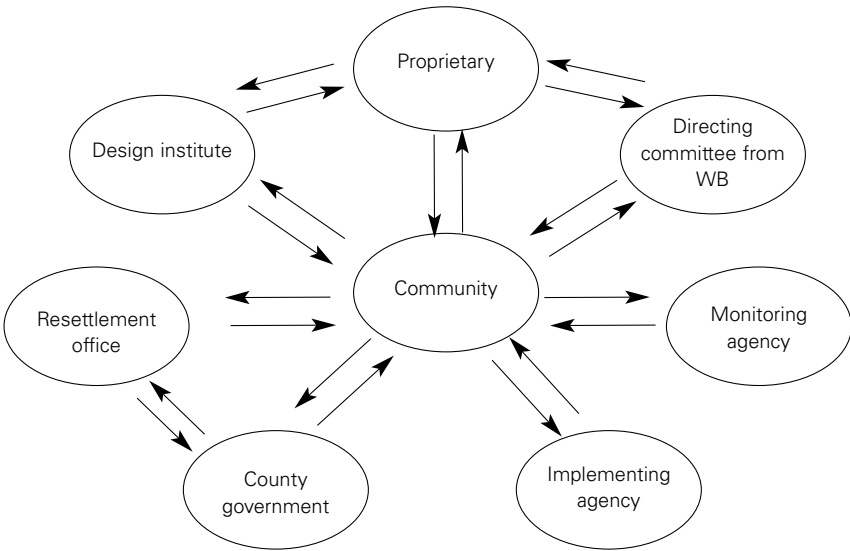 Proprietary
Design institute
Directing
committee from
WB
Community
Resettlement
office
Monitoring
agency
County
government
Implementing
agency